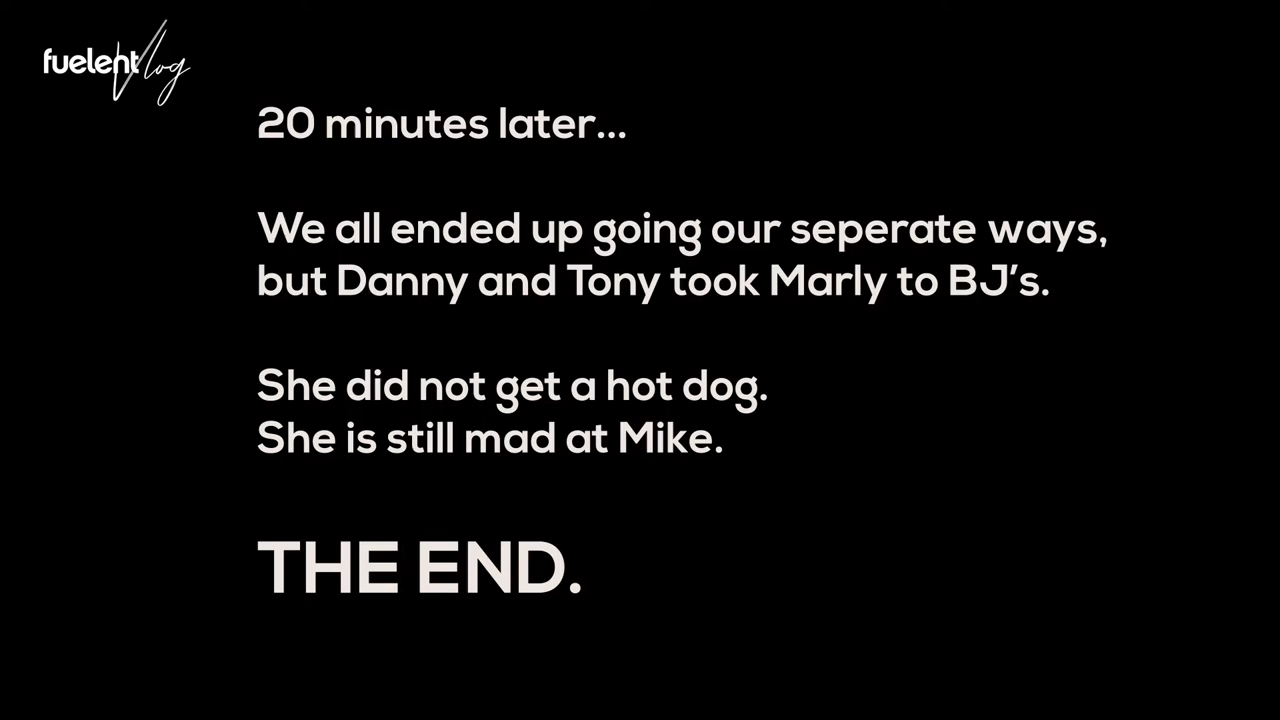 fuelent Vlog
20 minutes later...
We all ended up going our seperate ways,
but Danny and Tony took Marly to BJ's.
She did not get a hot dog.
She is still mad at Mike.
THE END.